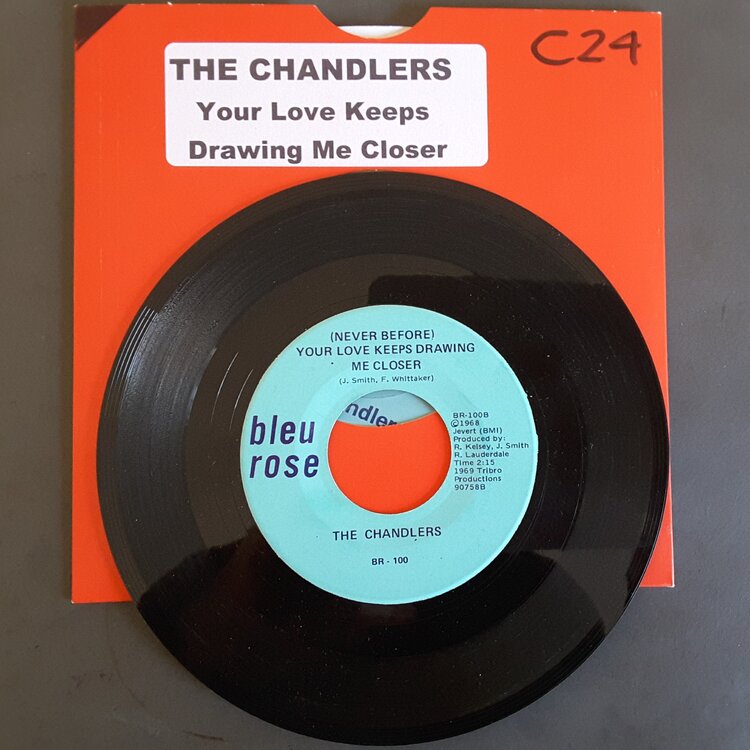 THE CHANDLERS
Your Love Keeps
Drawing Me Closer
C24
(NEVER BEFORE)
YOUR LOVE KEEPS DRAWING
ME CLOSER
(J. Smith, F. Whittaker)
ndler
bleu
rose
BR-100B
©1968
Jevert (BMI)
Produced by:
R. Kelsey, J. Smith
R. Lauderdale
Time 2:15
1969 Tribro
Productions
90758B
THE CHANDLERS
BR - 100